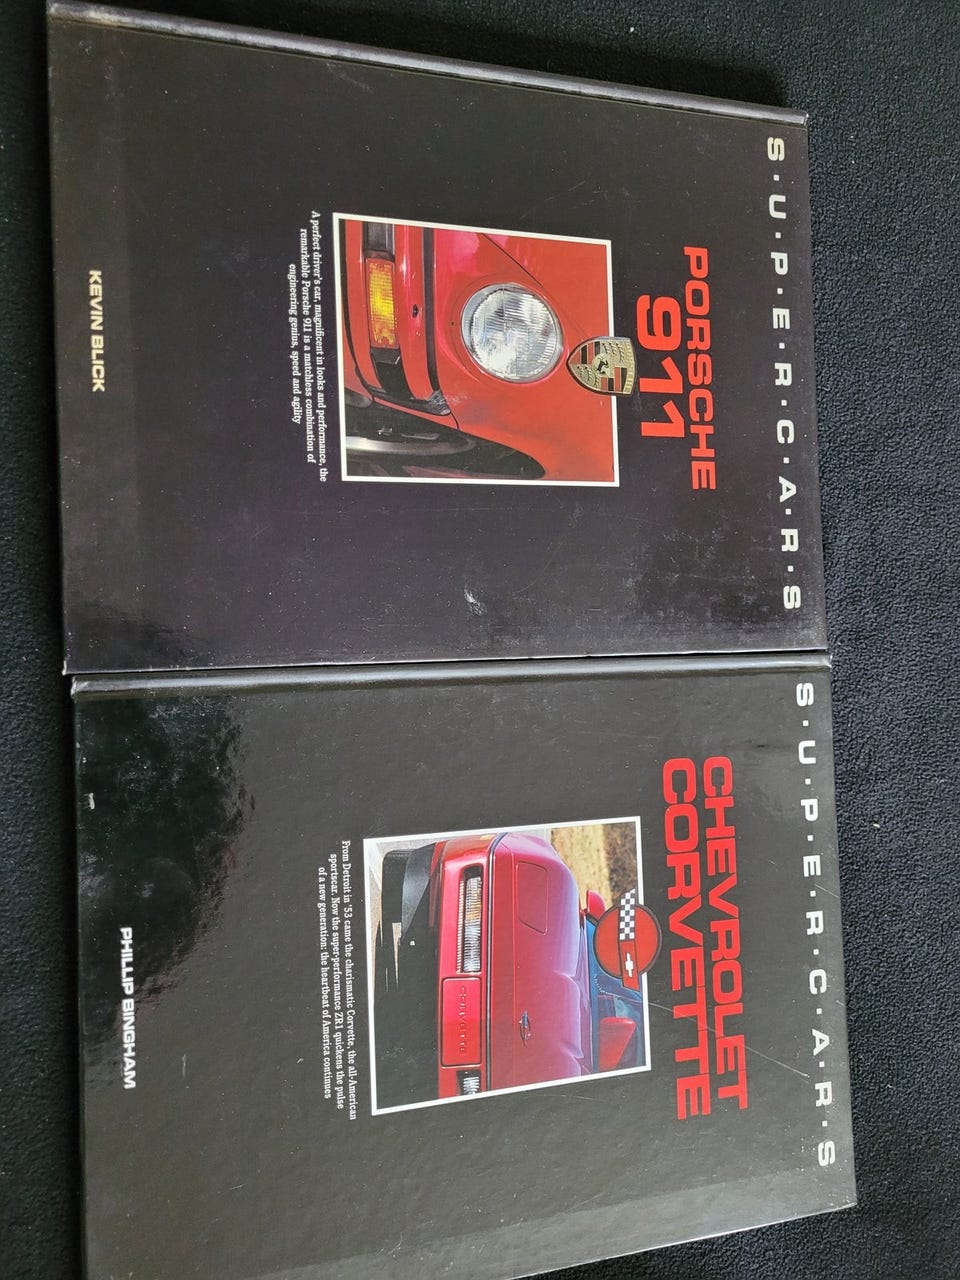 S·U·P·E·R·C·A·R·S
PORSCHE
911
A perfect driver's car, magnificent in looks and performance, the
remarkable Porsche 911 is a matchless combination of
engineering genius, speed and agility
KEVIN BLICK
S·U·P·E·R·C·A·R·S
CHEVROLET
CORVETTE
CORVETTE
From Detroit in '53 came the charismatic Corvette, the all-American
sportscar. Now the super-performance ZR1 quickens the pulse
of a new generation: the heartbeat of America continues
PHILLIP BINGHAM